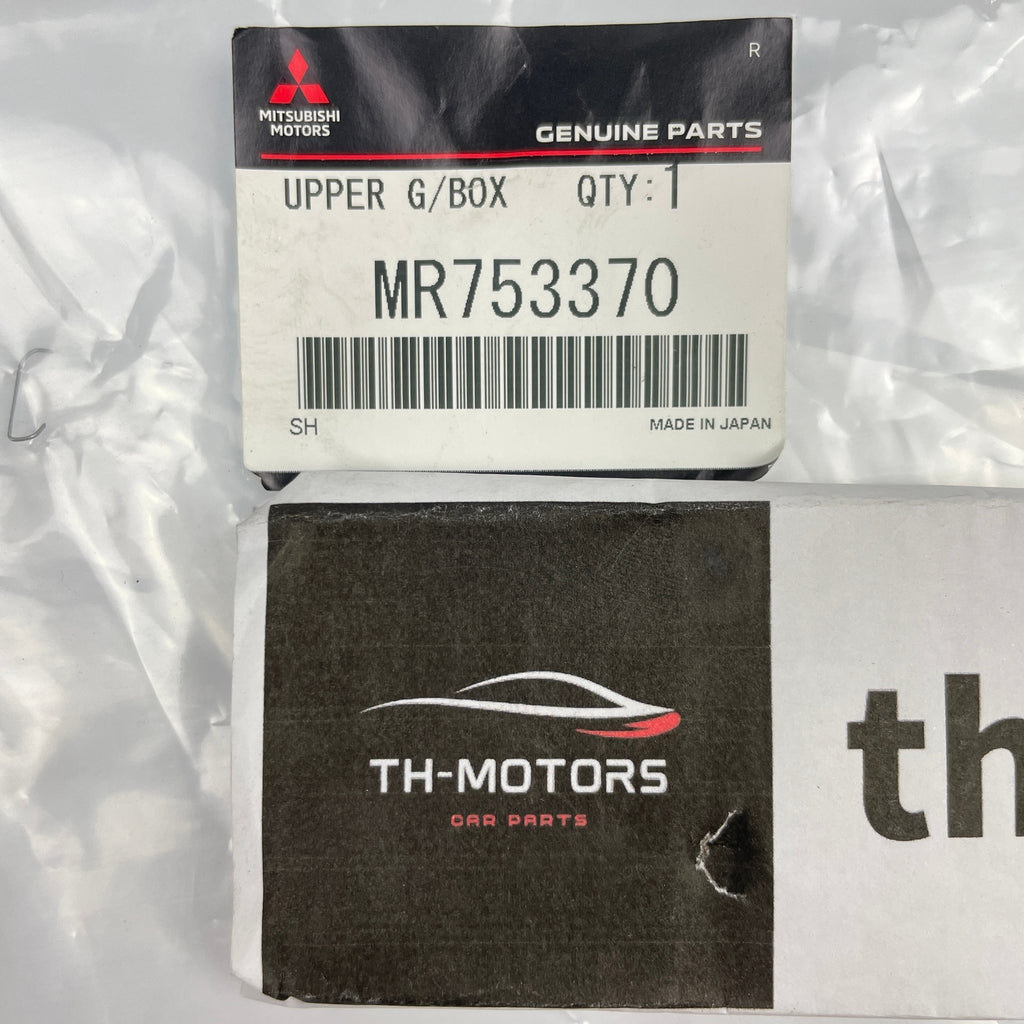 R
MITSUBISHI
MOTORS
GENUINE PARTS
UPPER G/BOX QTY:1
MR753370
SH MADE IN JAPAN
TH-MOTORS
CAR PARTS
th